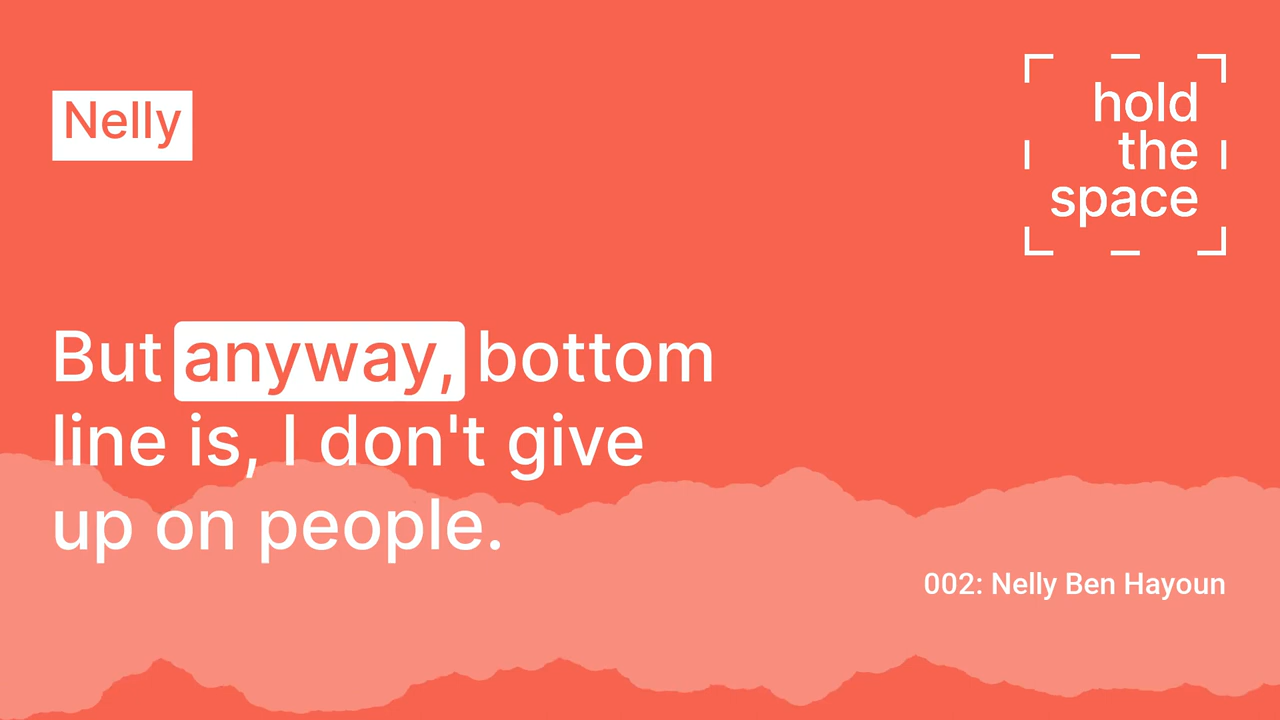 Nelly
hold
the
space
But anyway, bottom
line is, I don't give
up on people.
002: Nelly Ben Hayoun